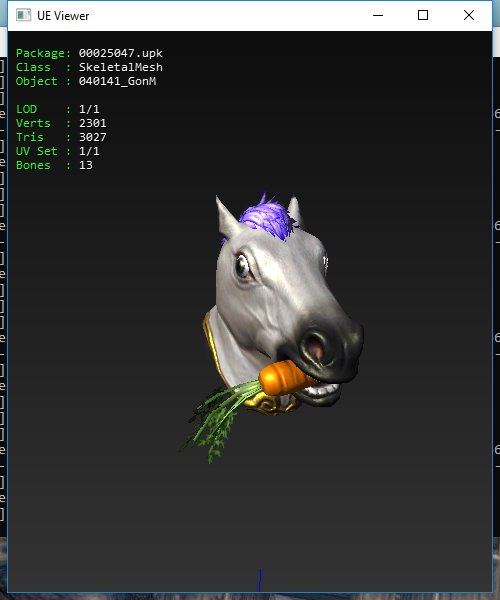 UE Viewer
Package: 00025047.upk
Class : SkeletalMesh
Object : 040141_GonM
LOD : 1/1
Verts : 2301
Tris : 3027
UV Set : 1/1
Bones : 13